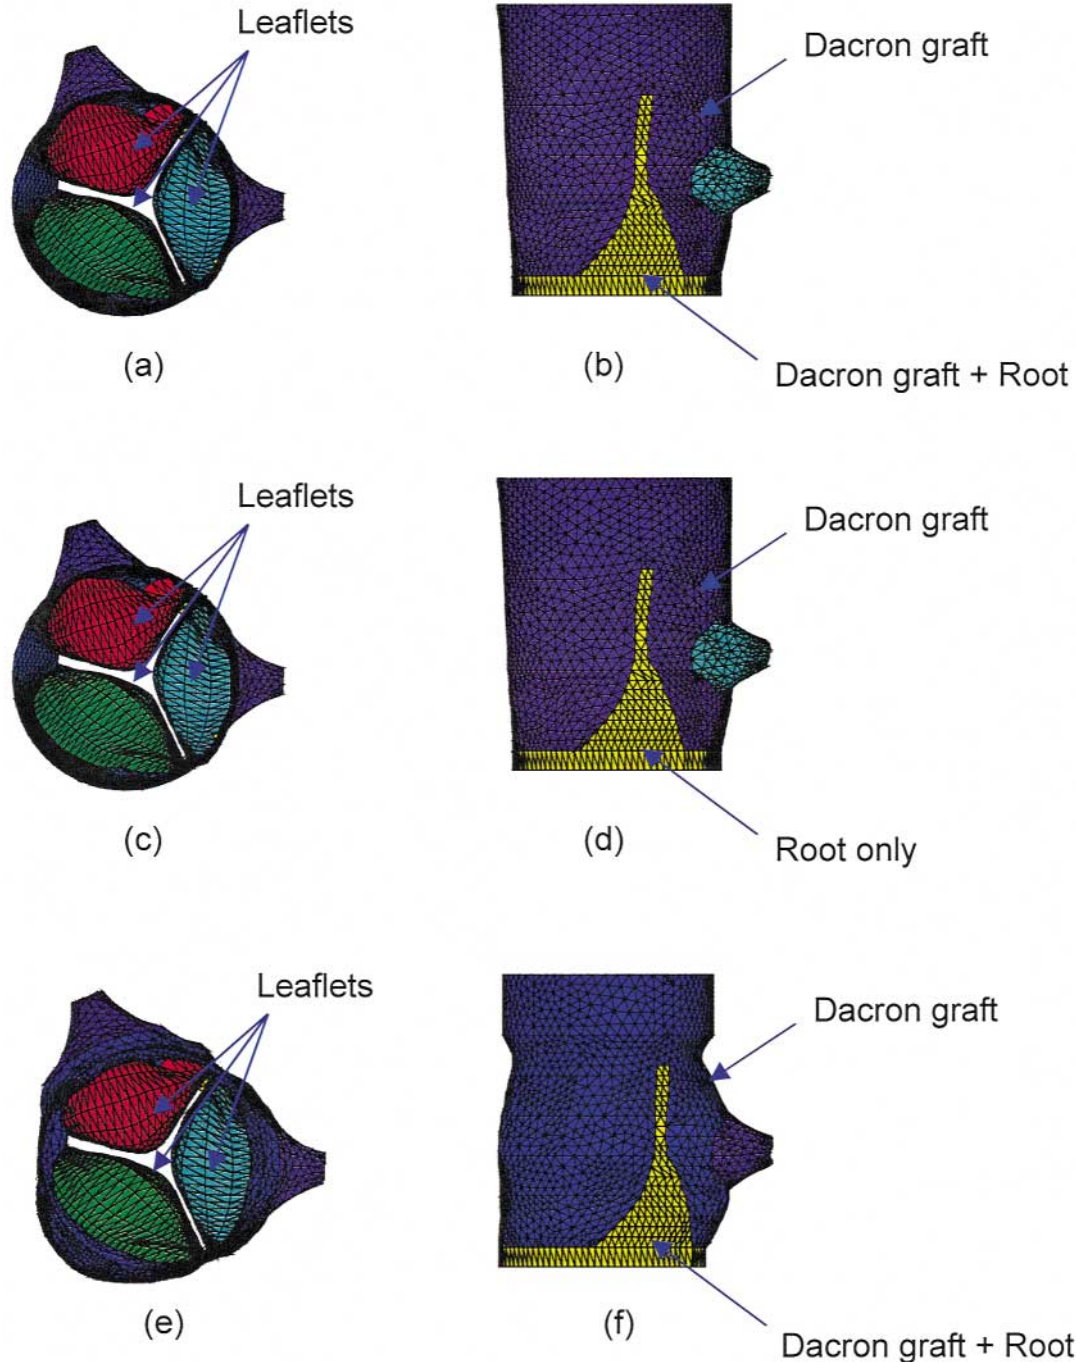 Leaflets
Dacron graft
(a)
(b)
Dacron graft + Root
Leaflets
Dacron graft
(c)
(d)
Root only
Leaflets
Dacron graft
(e)
(f)
Dacron graft + Root